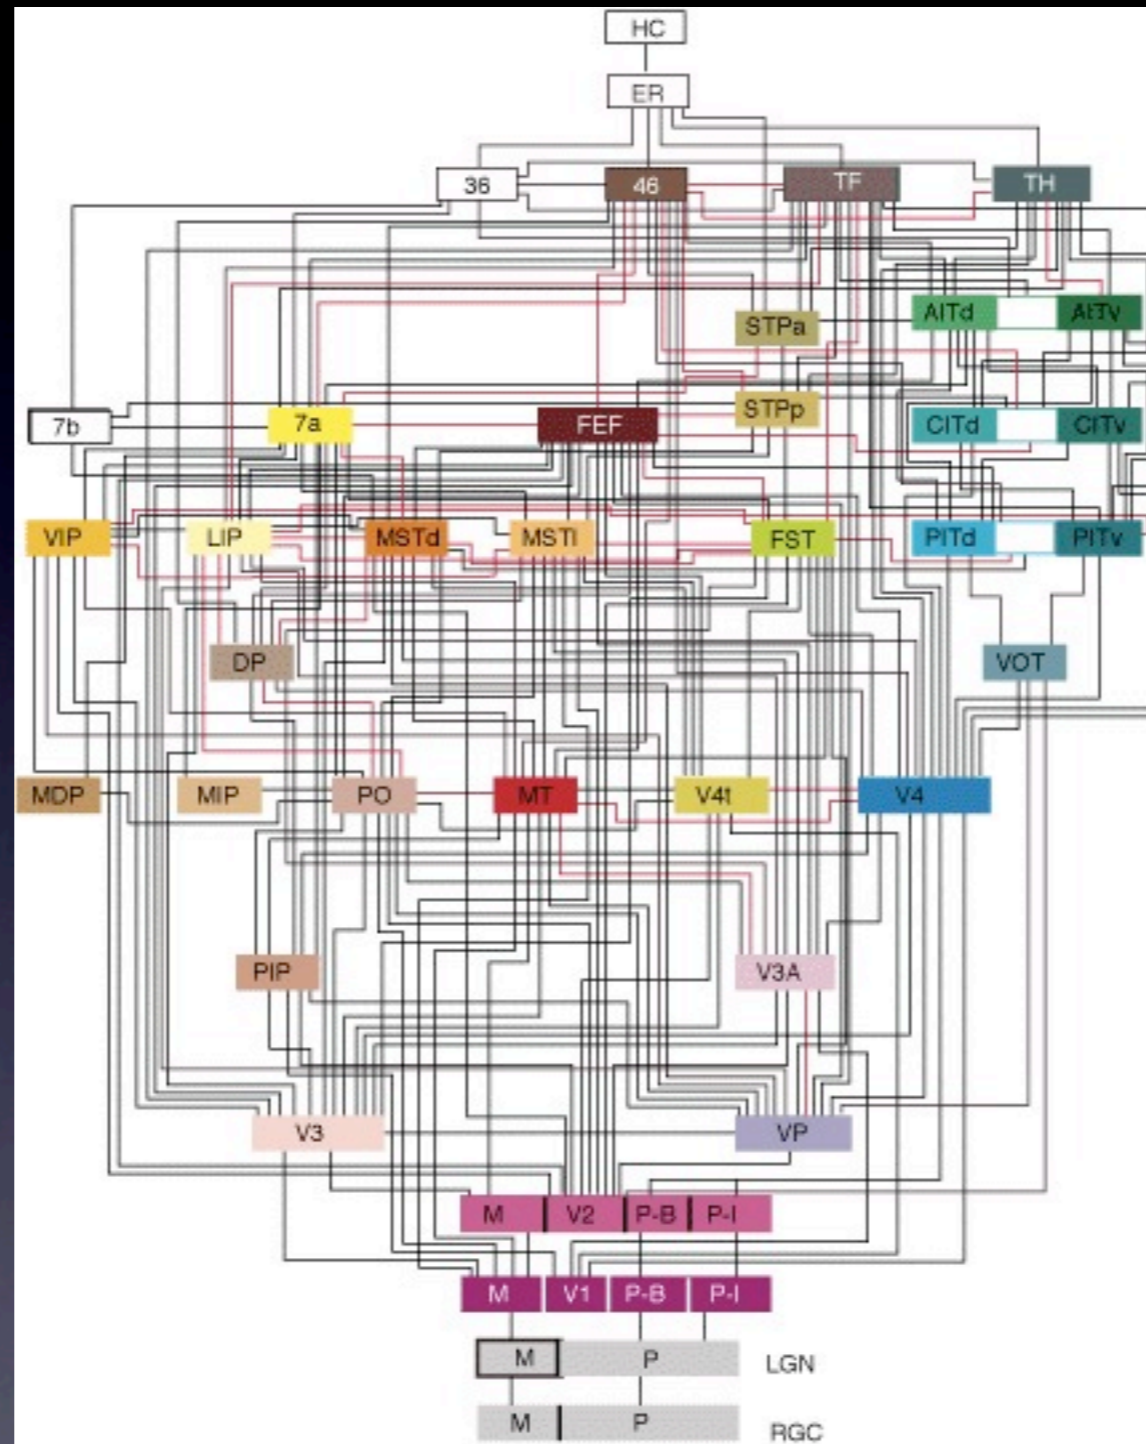 HC
ER
36 46 TF TH
STPa AITd AITv
7b 7a FEF STPp CITd CITv
VIP LIP MSTd MSTl FST PITd PITv
DP VOT
MDP MIP PO MT V4t V4
PIP V3A
V3 VP
M V2 P-B P-I
M V1 P-B P-I
M P LGN
M P RGC